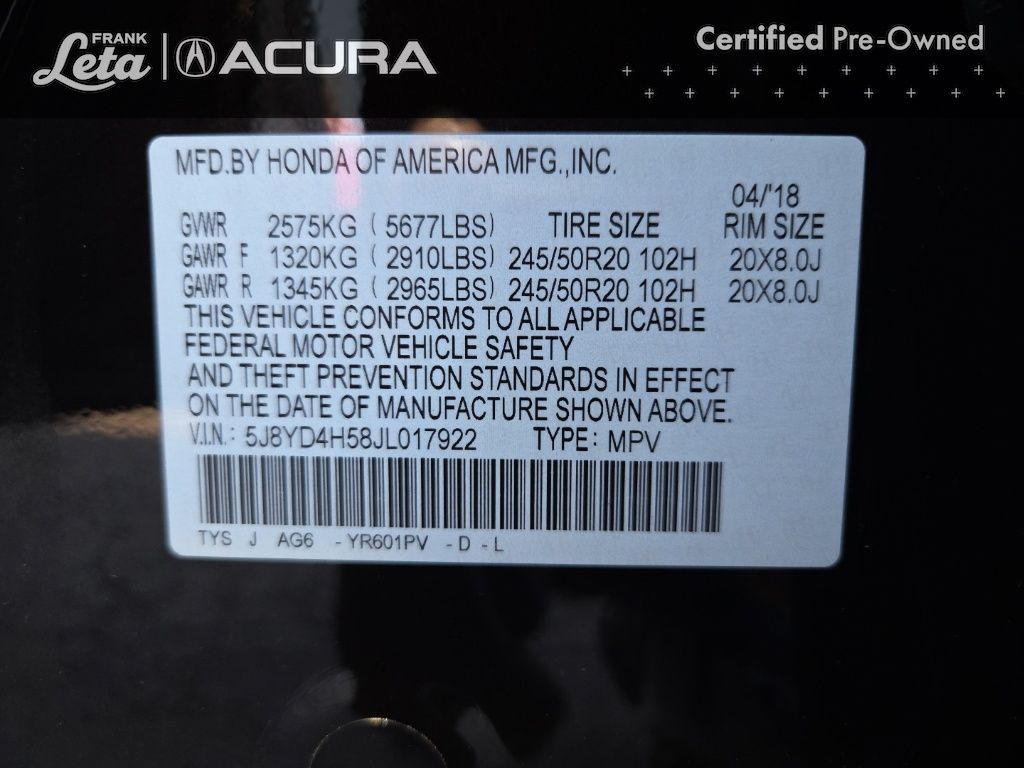 FRANK
Leta ACURA
Certified Pre-Owned
MFD.BY HONDA OF AMERICA MFG.,INC.
04/'18
GVWR 2575KG (5677LBS) TIRE SIZE RIM SIZE
GAWR F 1320KG (2910LBS) 245/50R20 102H 20X8.0J
GAWR R 1345KG (2965LBS) 245/50R20 102H 20X8.0J
THIS VEHICLE CONFORMS TO ALL APPLICABLE
FEDERAL MOTOR VEHICLE SAFETY
AND THEFT PREVENTION STANDARDS IN EFFECT
ON THE DATE OF MANUFACTURE SHOWN ABOVE.
V.I.N.: 5J8YD4H58JL017922 TYPE: MPV
TYS J AG6 - YR601PV - D - L